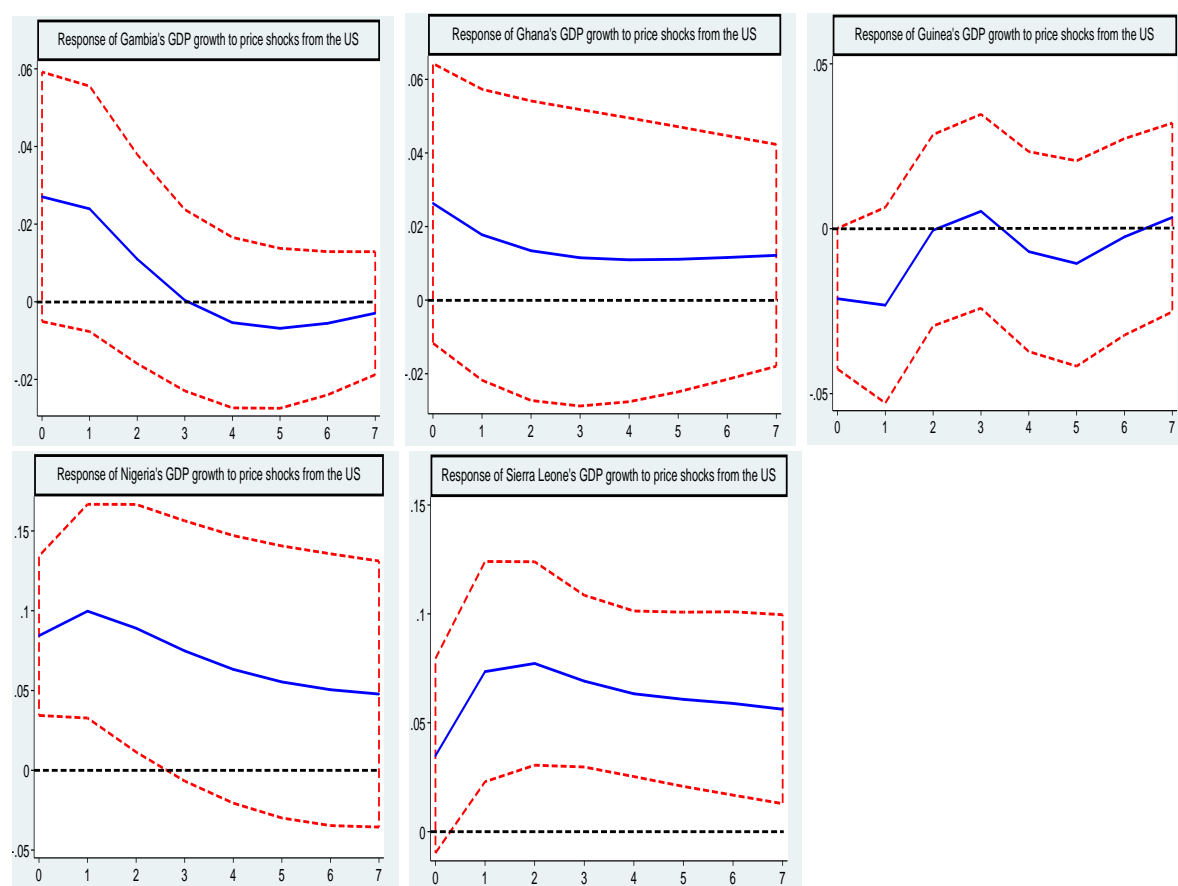 Response of Gambia's GDP growth to price shocks from the US
.06
.04
.02
0
-.02
0 1 2 3 4 5 6 7
Response of Ghana's GDP growth to price shocks from the US
.06
.04
.02
0
-.02
0 1 2 3 4 5 6 7
Response of Guinea's GDP growth to price shocks from the US
.05
0
-.05
0 1 2 3 4 5 6 7
Response of Nigeria's GDP growth to price shocks from the US
.15
.1
.05
0
-.05
0 1 2 3 4 5 6 7
Response of Sierra Leone's GDP growth to price shocks from the US
.15
.1
.05
0
0 1 2 3 4 5 6 7